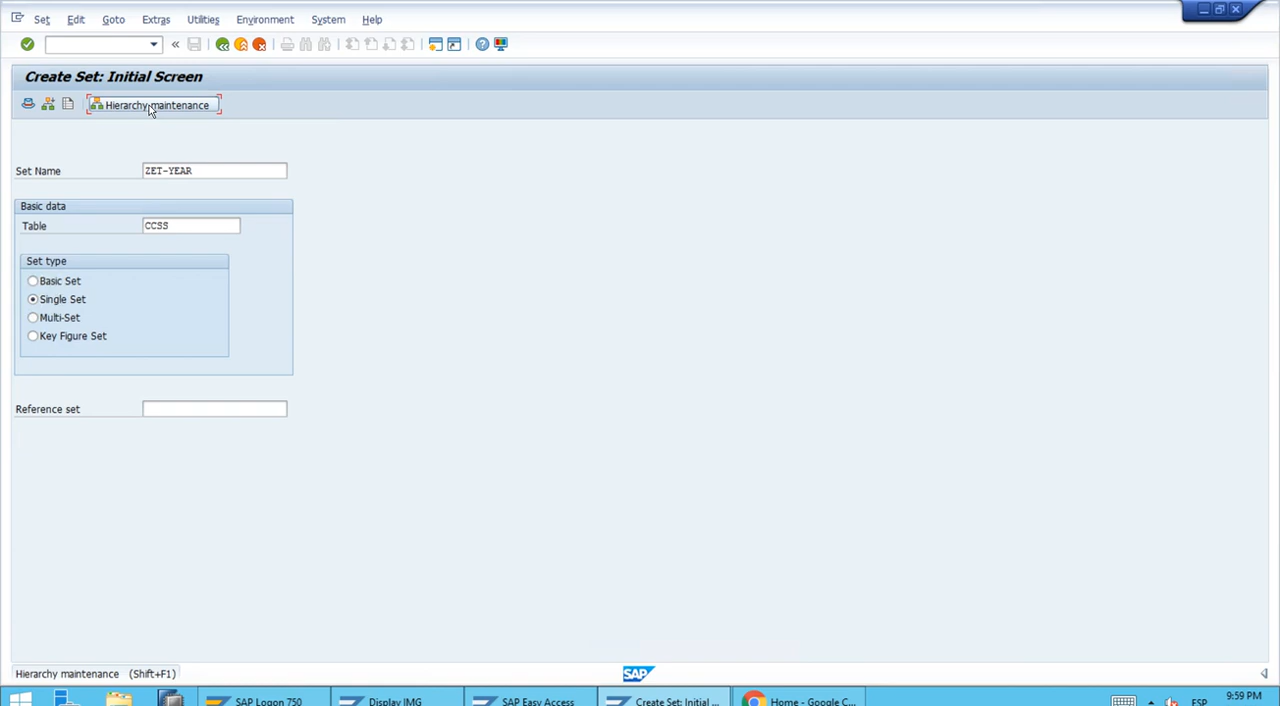 Set Edit Goto Extras Utilities Environment System Help
Create Set: Initial Screen
Hierarchy maintenance
Set Name ZET-YEAR
Basic data
Table CCSS
Set type
Basic Set
Single Set
Multi-Set
Key Figure Set
Reference set
Hierarchy maintenance (Shift+F1)
SAP
SAP Logon 750 Display IMG SAP Easy Access Create Set: Initial ... Home - Google C... ESP 9:59 PM